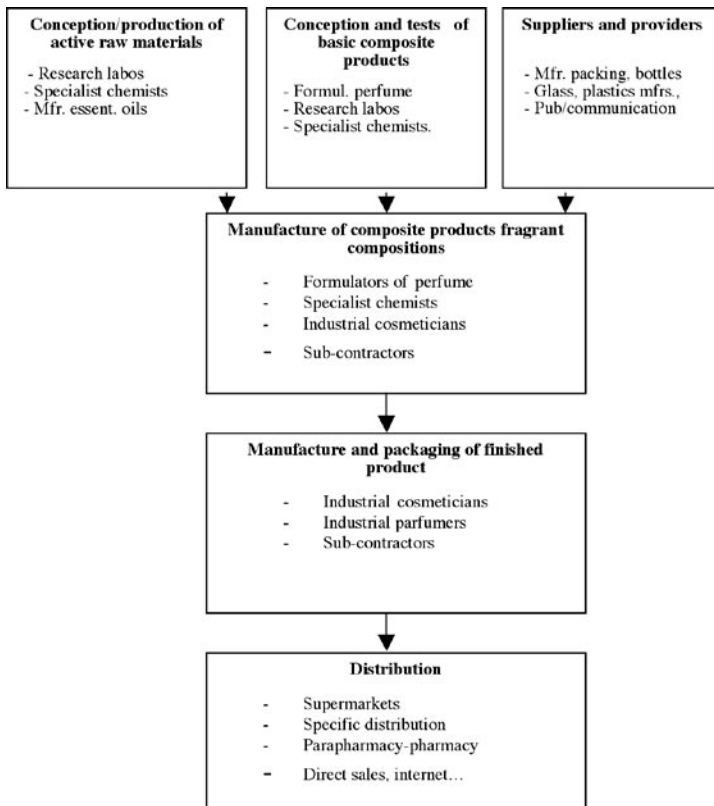 Conception/production of
active raw materials
- Research labos
- Specialist chemists
- Mfr. essent. oils
Conception and tests of
basic composite
products
- Formul. perfume
- Research labos
- Specialist chemists.
Suppliers and providers
- Mfr. packing, bottles
- Glass, plastics mfrs.,
- Pub/communication
Manufacture of composite products fragrant
compositions
- Formulators of perfume
- Specialist chemists
- Industrial cosmeticians
- Sub-contractors
Manufacture and packaging of finished
product
- Industrial cosmeticians
- Industrial parfumers
- Sub-contractors
Distribution
- Supermarkets
- Specific distribution
- Parapharmacy-pharmacy
- Direct sales, internet…